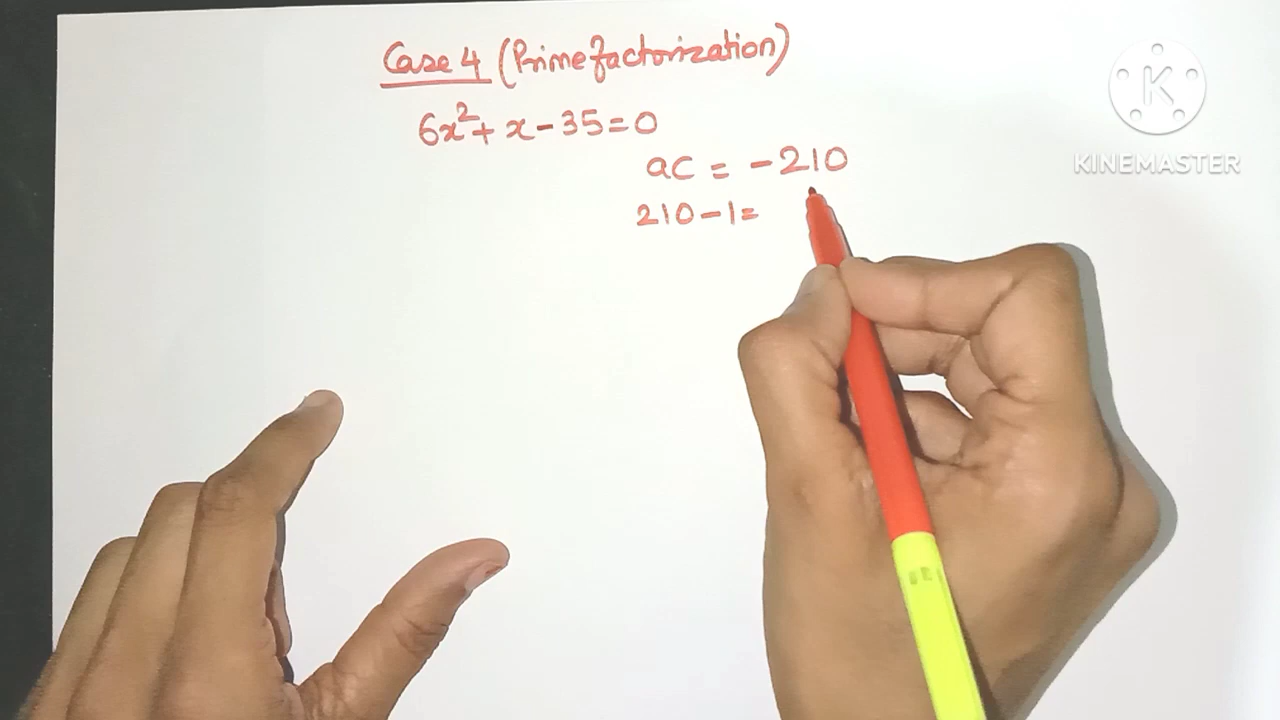 Case 4 (Prime factorization)
6x²+ x - 35 = 0
ac = -210
210 - 1 =
K
KINEMASTER